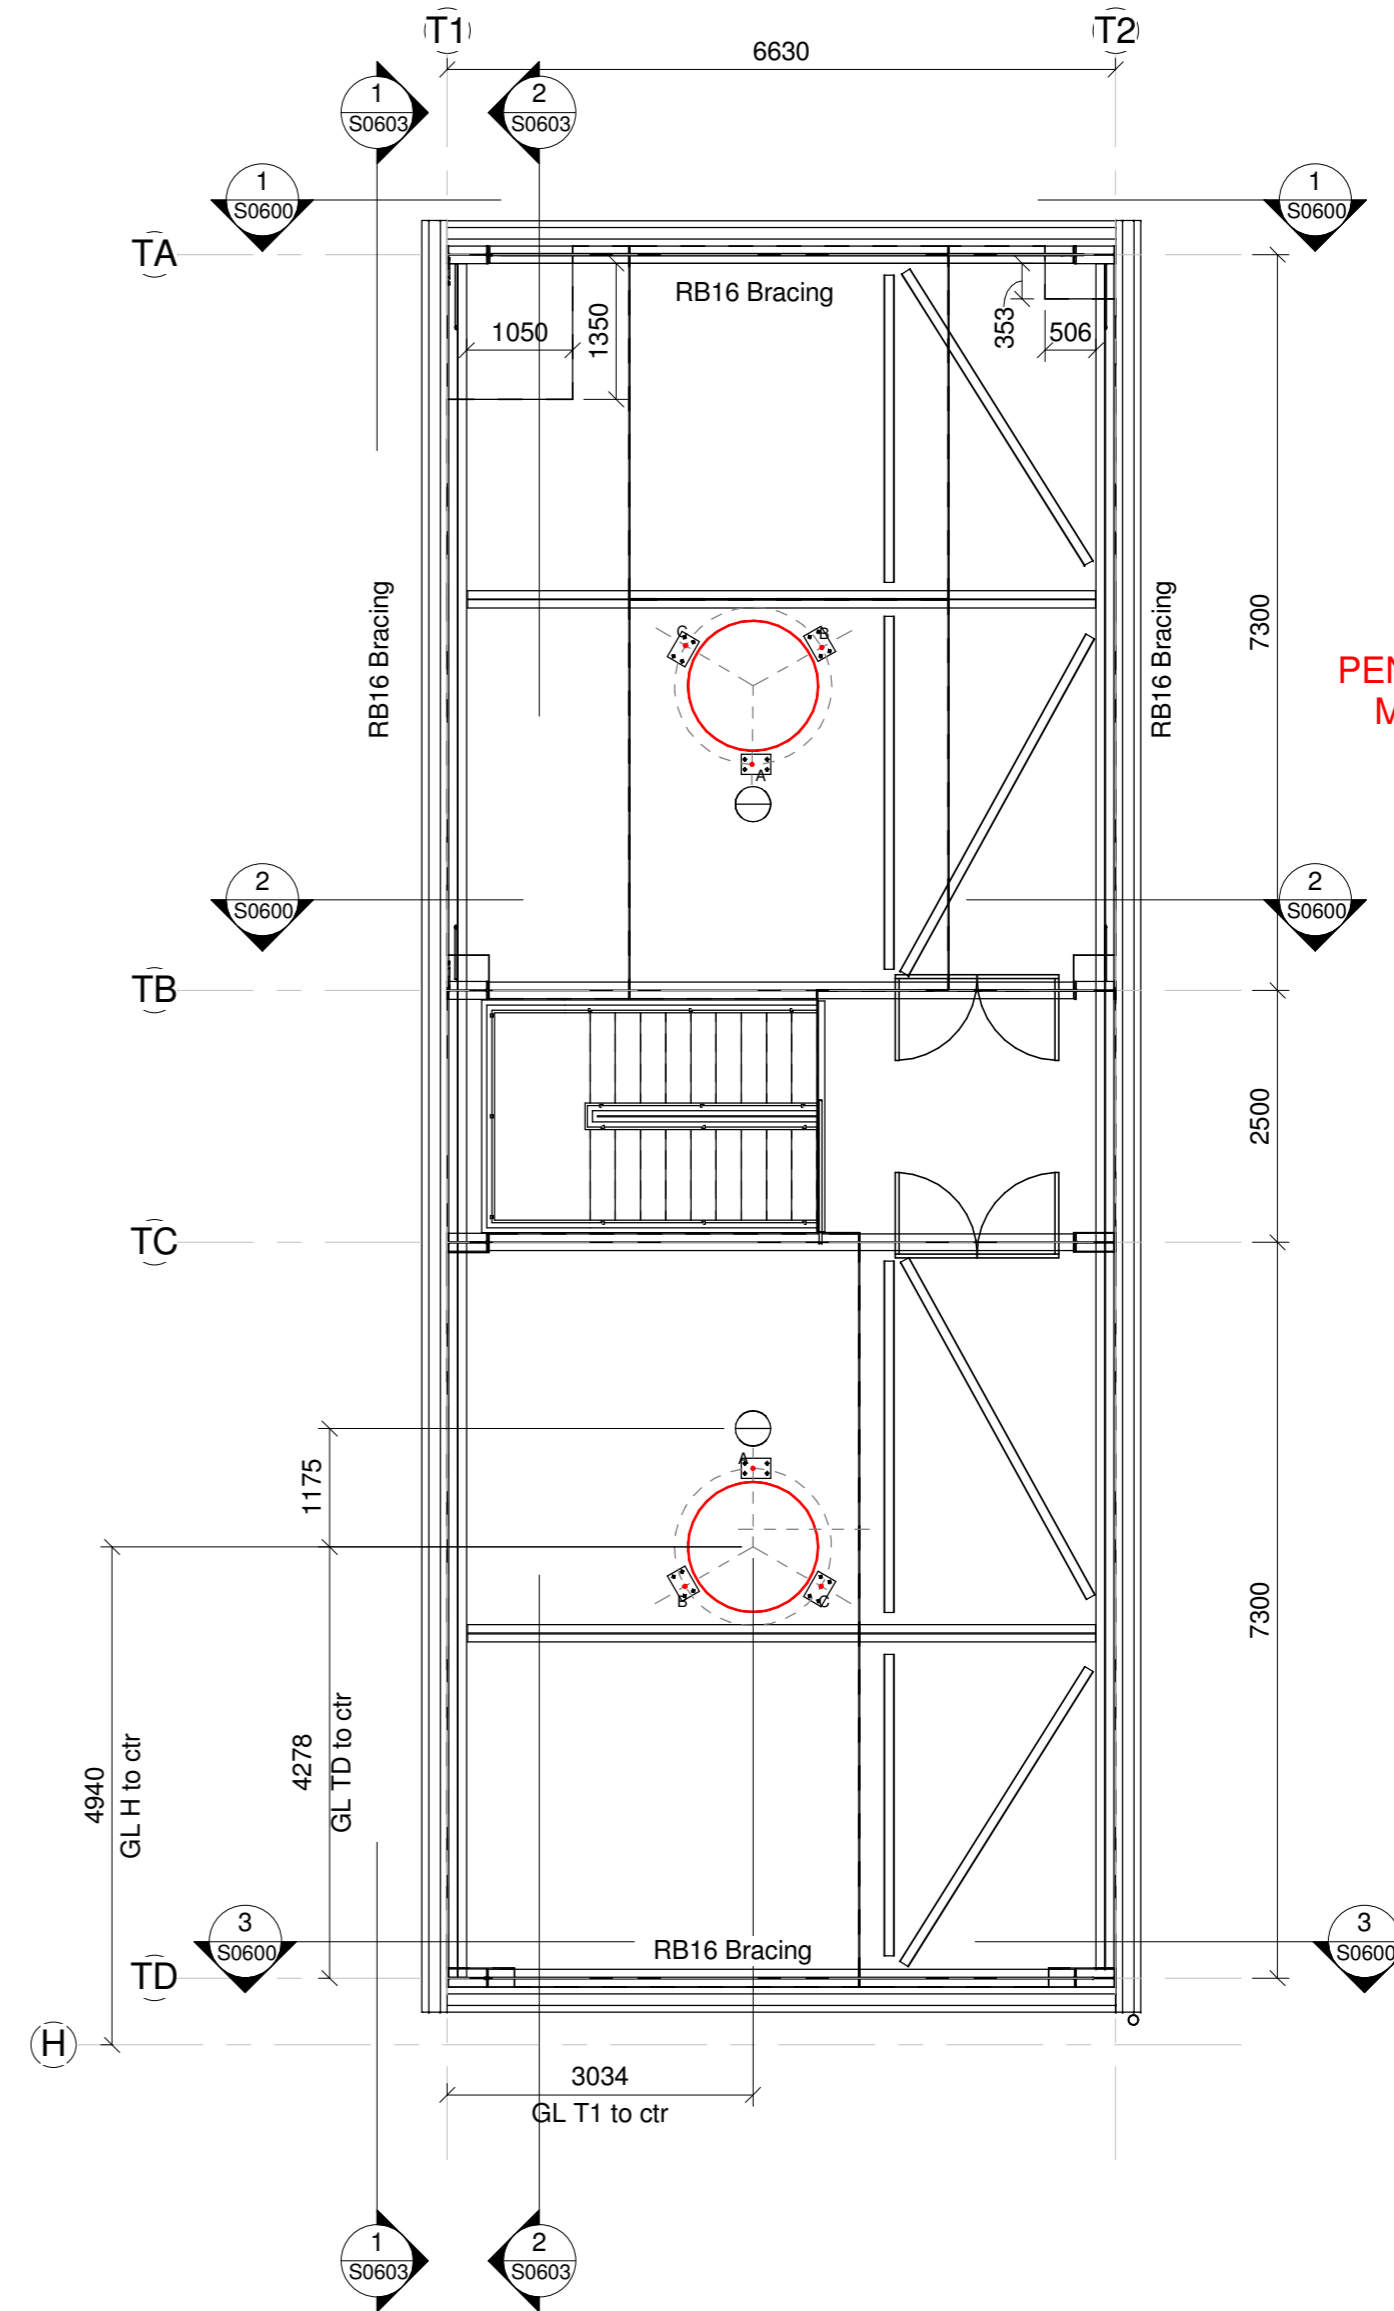 T1
T2
6630
1
S0603
2
S0603
1
S0600
1
S0600
TA
RB16 Bracing
1050
1350
353
506
RB16 Bracing
RB16 Bracing
7300
C
B
A
2
S0600
2
S0600
TB
2500
TC
1175
A
B
C
7300
4940
GL H to ctr
4278
GL TD to ctr
3
S0600
RB16 Bracing
3
S0600
TD
H
3034
GL T1 to ctr
1
S0603
2
S0603